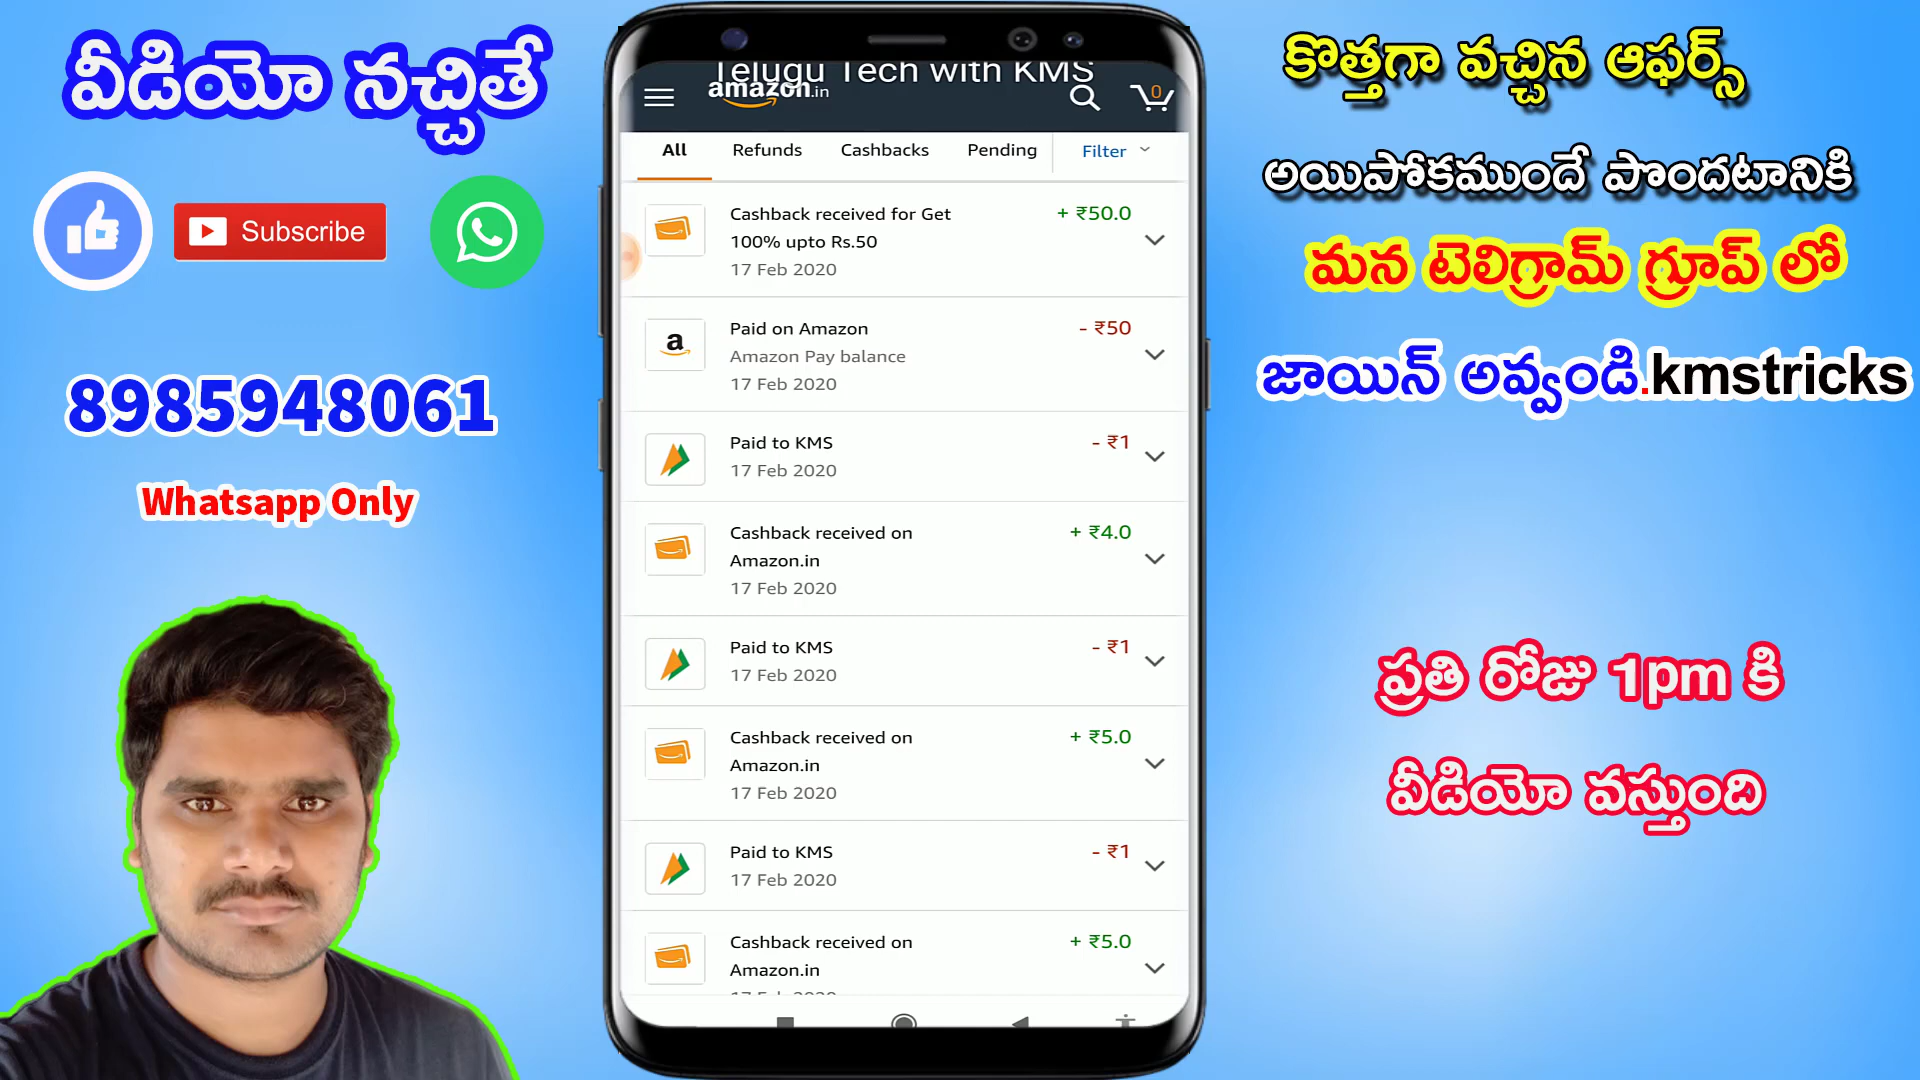 వీడియో నచ్చితే
Subscribe
8985948061
Whatsapp Only
Telugu Tech with KMS
amazon.in
0
All Refunds Cashbacks Pending Filter
Cashback received for Get + ₹50.0
100% upto Rs.50
17 Feb 2020
Paid on Amazon - ₹50
Amazon Pay balance
17 Feb 2020
Paid to KMS - ₹1
17 Feb 2020
Cashback received on + ₹4.0
Amazon.in
17 Feb 2020
Paid to KMS - ₹1
17 Feb 2020
Cashback received on + ₹5.0
Amazon.in
17 Feb 2020
Paid to KMS - ₹1
17 Feb 2020
Cashback received on + ₹5.0
Amazon.in
కొత్తగా వచ్చిన ఆఫర్స్
అయిపోకముందే పొందటానికి
మన టెలిగ్రామ్ గ్రూప్ లో
జాయిన్ అవ్వండి.kmstricks
ప్రతి రోజు 1pm కి
వీడియో వస్తుంది